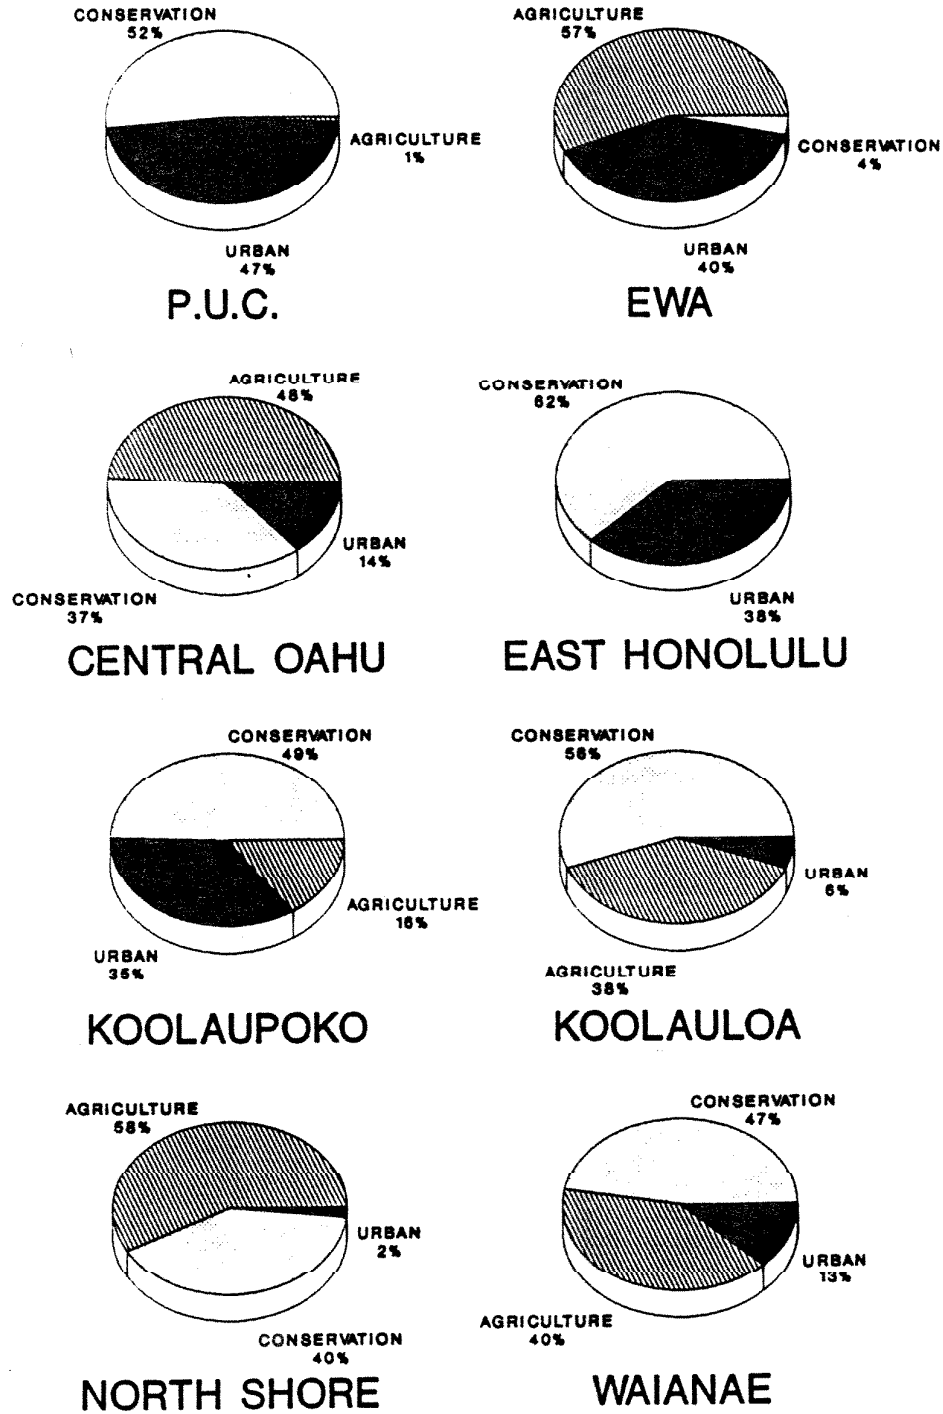 CONSERVATION
52%
AGRICULTURE
1%
URBAN
47%
P.U.C.
AGRICULTURE
57%
CONSERVATION
4%
URBAN
40%
EWA
AGRICULTURE
48%
URBAN
14%
CONSERVATION
37%
CENTRAL OAHU
CONSERVATION
62%
URBAN
38%
EAST HONOLULU
CONSERVATION
49%
AGRICULTURE
16%
URBAN
35%
KOOLAUPOKO
CONSERVATION
56%
URBAN
6%
AGRICULTURE
38%
KOOLAULOA
AGRICULTURE
58%
URBAN
2%
CONSERVATION
40%
NORTH SHORE
CONSERVATION
47%
URBAN
13%
AGRICULTURE
40%
WAIANAE